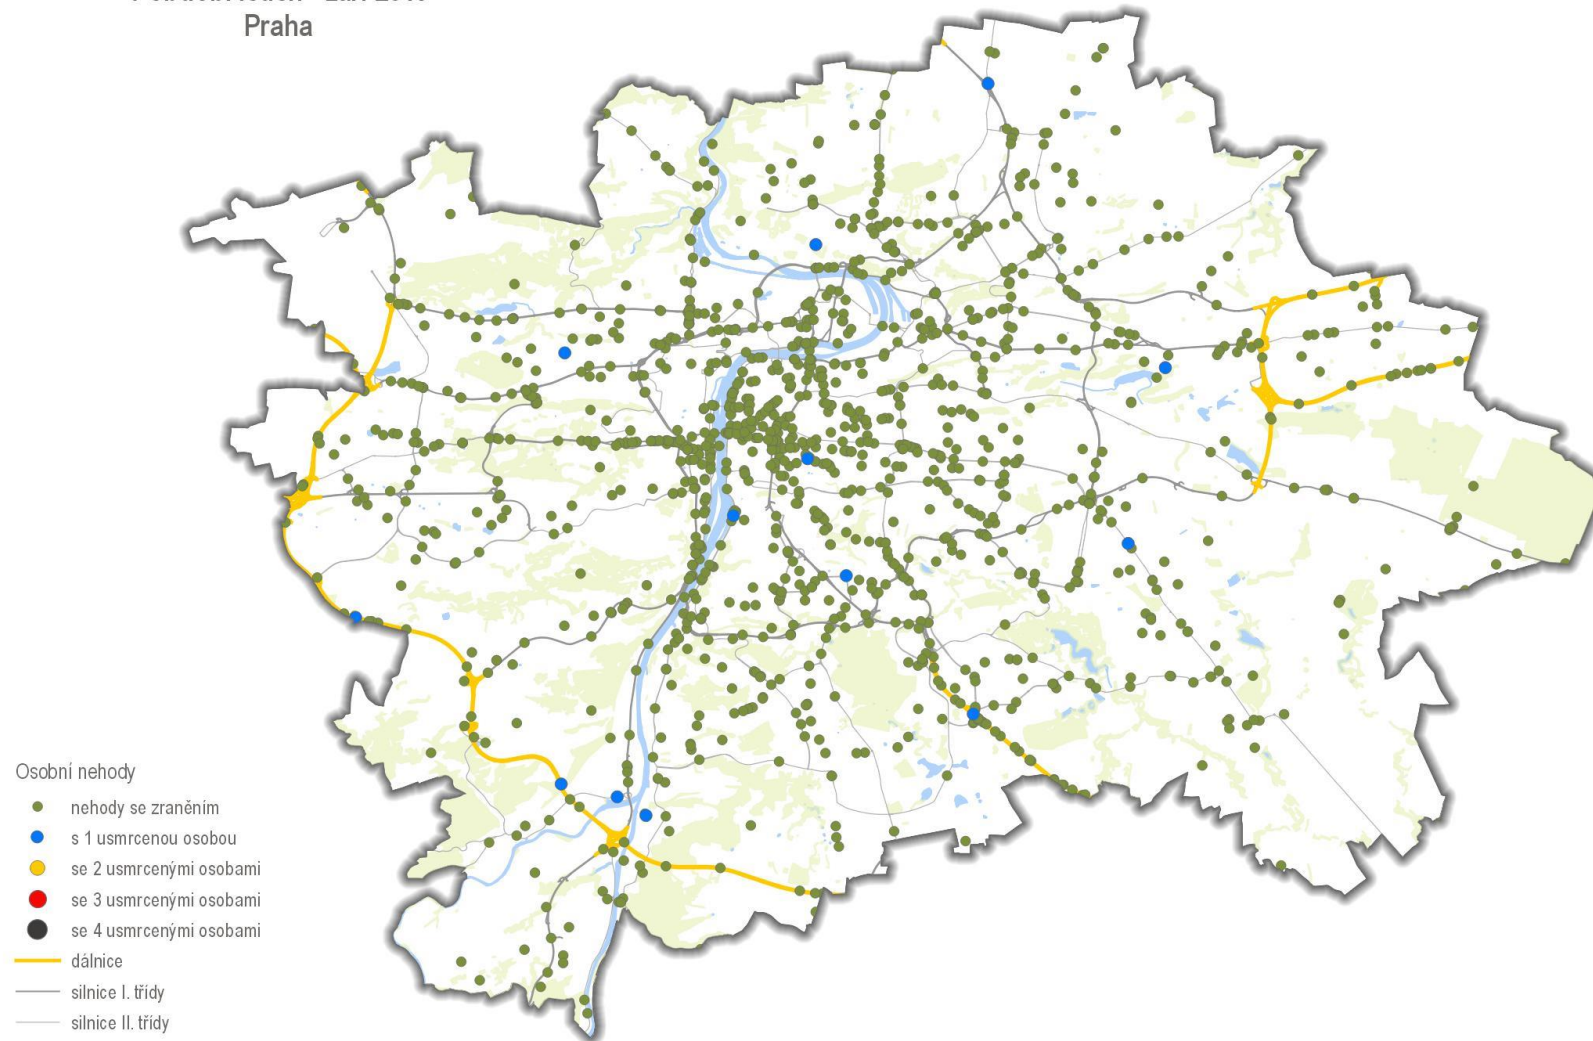 Praha
Osobní nehody
nehody se zraněním
s 1 usmrcenou osobou
se 2 usmrcenými osobami
se 3 usmrcenými osobami
se 4 usmrcenými osobami
dálnice
silnice I. třídy
silnice II. třídy